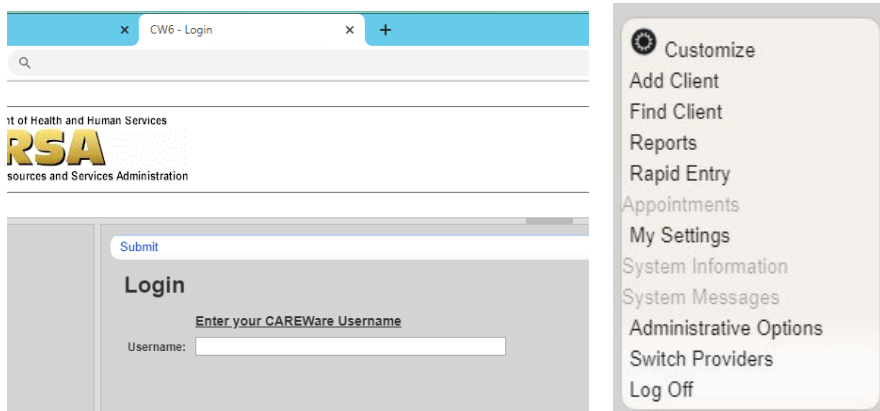 CW6 - Login
nt of Health and Human Services
RSA
sources and Services Administration
Submit
Login
Enter your CAREWare Username
Username:
Customize
Add Client
Find Client
Reports
Rapid Entry
Appointments
My Settings
System Information
System Messages
Administrative Options
Switch Providers
Log Off